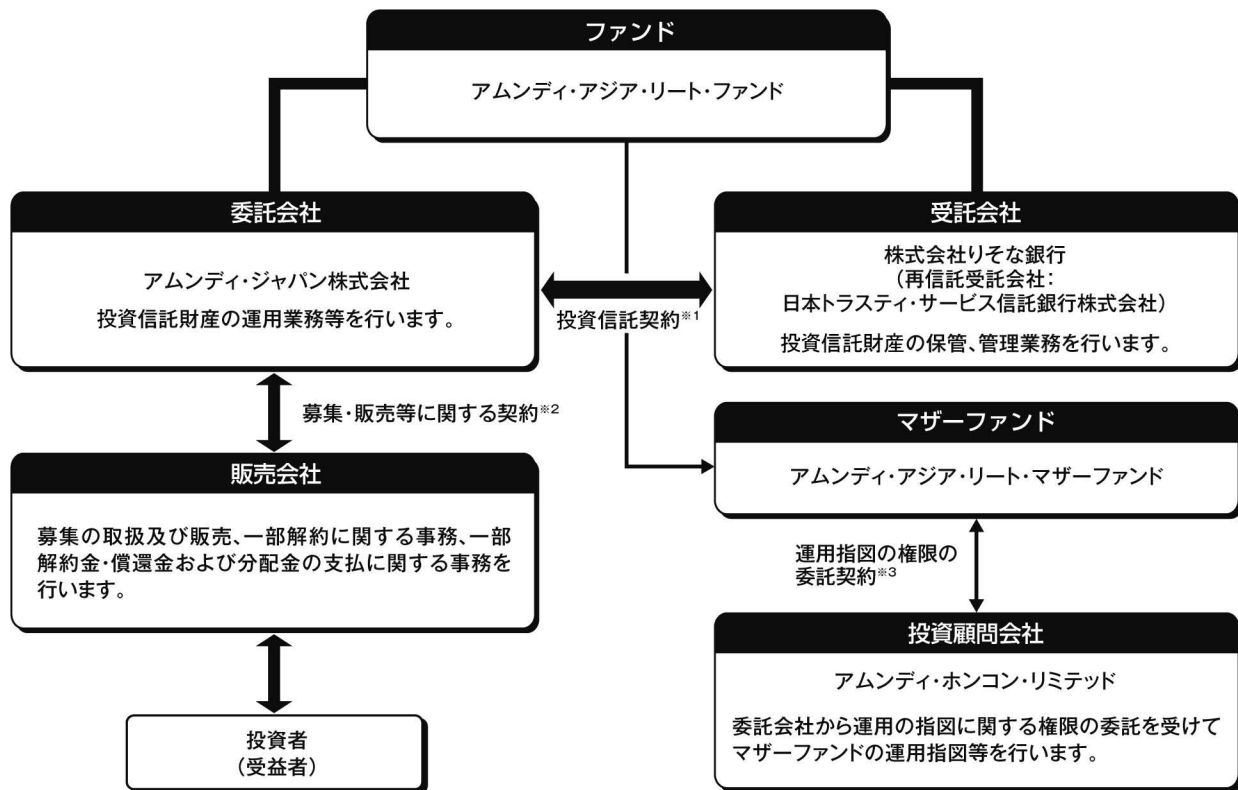 ファンド
アムンディ・アジア・リート・ファンド
委託会社
アムンディ・ジャパン株式会社
投資信託財産の運用業務等を行います。
投資信託契約※1
受託会社
株式会社りそな銀行
(再信託受託会社:
日本トラスティ・サービス信託銀行株式会社)
投資信託財産の保管、管理業務を行います。
募集・販売等に関する契約※2
販売会社
募集の取扱及び販売、一部解約に関する事務、一部
解約金・償還金および分配金の支払に関する事務を
行います。
マザーファンド
アムンディ・アジア・リート・マザーファンド
運用指図の権限の
委託契約※3
投資顧問会社
アムンディ・ホンコン・リミテッド
委託会社から運用の指図に関する権限の委託を受けて
マザーファンドの運用指図等を行います。
投資者
(受益者)